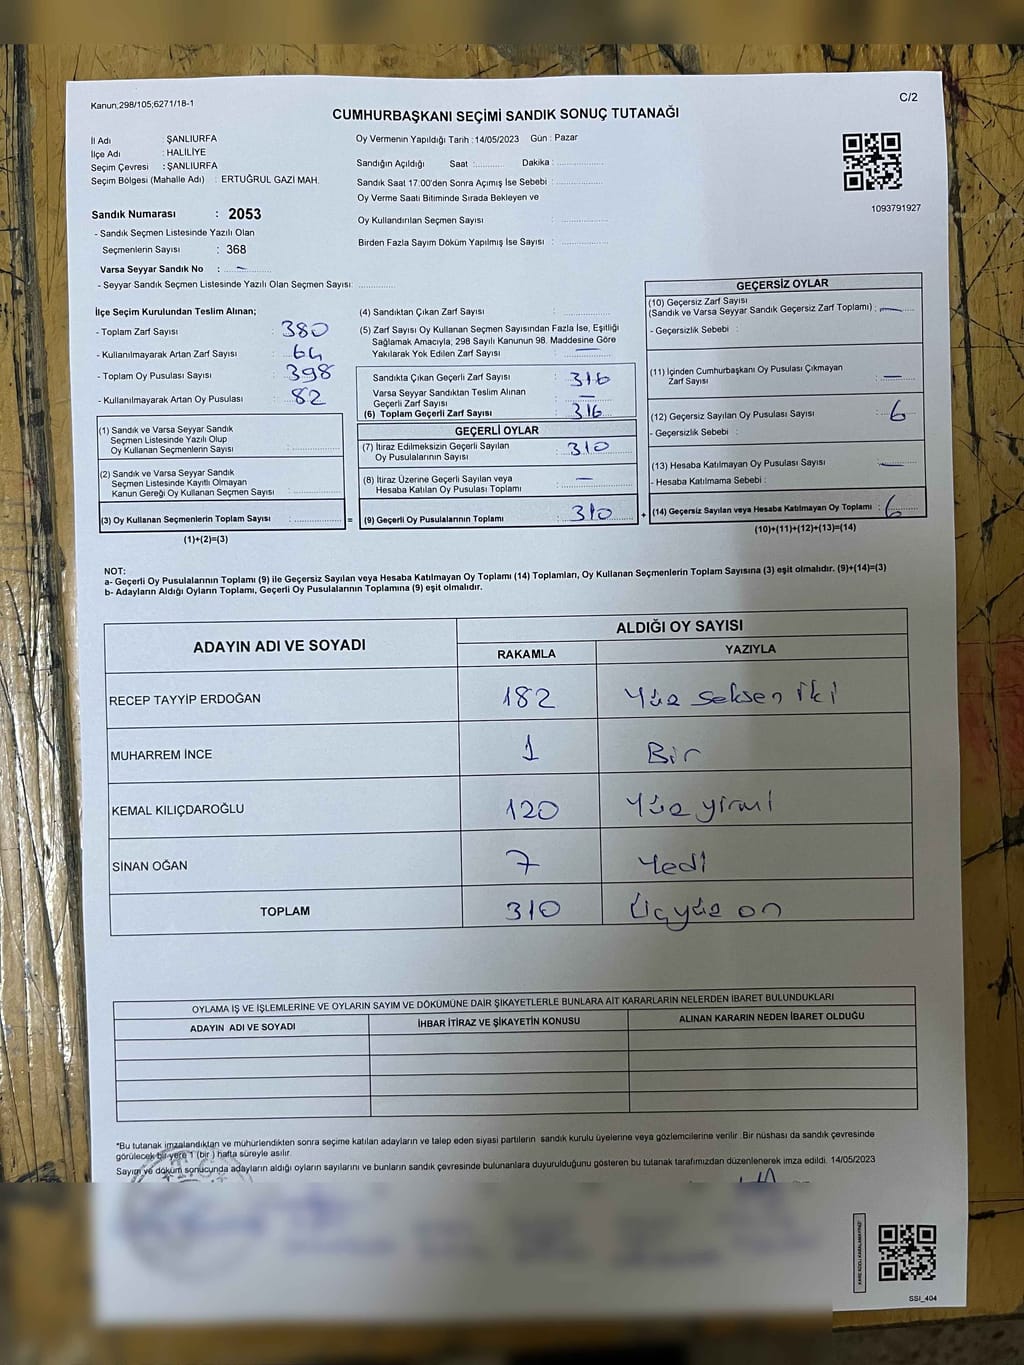 Kanun;298/105;6271/18-1
C/2
CUMHURBAŞKANI SEÇİMİ SANDIK SONUÇ TUTANAĞI
İl Adı : ŞANLIURFA
İlçe Adı : HALİLİYE
Seçim Çevresi : ŞANLIURFA
Seçim Bölgesi (Mahalle Adı) : ERTUĞRUL GAZİ MAH.
Sandık Numarası : 2053
- Sandık Seçmen Listesinde Yazılı Olan
Seçmenlerin Sayısı : 368
Varsa Seyyar Sandık No : –
- Seyyar Sandık Seçmen Listesinde Yazılı Olan Seçmen Sayısı: ............
Oy Vermenin Yapıldığı Tarih : 14/05/2023 Gün : Pazar
Sandığın Açıldığı Saat :.......... Dakika : ...............
Sandık Saat 17:00'den Sonra Açımış İse Sebebi : ...............
Oy Verme Saati Bitiminde Sırada Bekleyen ve
Oy Kullandırılan Seçmen Sayısı : ...............
Birden Fazla Sayım Döküm Yapılmış İse Sayısı : ...............
1093791927
İlçe Seçim Kurulundan Teslim Alınan;
- Toplam Zarf Sayısı : 380
- Kullanılmayarak Artan Zarf Sayısı : 64
- Toplam Oy Pusulası Sayısı : 398
- Kullanılmayarak Artan Oy Pusulası : 82
(1) Sandık ve Varsa Seyyar Sandık
Seçmen Listesinde Yazılı Olup
Oy Kullanan Seçmenlerin Sayısı : ............
(2) Sandık ve Varsa Seyyar Sandık
Seçmen Listesinde Kayıtlı Olmayan
Kanun Gereği Oy Kullanan Seçmen Sayısı : ............
(3) Oy Kullanan Seçmenlerin Toplam Sayısı : ............ =
(1)+(2)=(3)
(4) Sandıktan Çıkan Zarf Sayısı : ............
(5) Zarf Sayısı Oy Kullanan Seçmen Sayısından Fazla İse, Eşitliği
Sağlamak Amacıyla, 298 Sayılı Kanunun 98. Maddesine Göre
Yakılarak Yok Edilen Zarf Sayısı : –
Sandıkta Çıkan Geçerli Zarf Sayısı : 316
Varsa Seyyar Sandıktan Teslim Alınan
Geçerli Zarf Sayısı : –
(6) Toplam Geçerli Zarf Sayısı : 316
GEÇERLİ OYLAR
(7) İtiraz Edilmeksizin Geçerli Sayılan
Oy Pusulalarının Sayısı : 310
(8) İtiraz Üzerine Geçerli Sayılan veya
Hesaba Katılan Oy Pusulası Toplamı : –
(9) Geçerli Oy Pusulalarının Toplamı : 310 +
GEÇERSİZ OYLAR
(10) Geçersiz Zarf Sayısı
(Sandık ve Varsa Seyyar Sandık Geçersiz Zarf Toplamı) : –
- Geçersizlik Sebebi :
(11) İçinden Cumhurbaşkanı Oy Pusulası Çıkmayan
Zarf Sayısı : –
(12) Geçersiz Sayılan Oy Pusulası Sayısı : 6
- Geçersizlik Sebebi :
(13) Hesaba Katılmayan Oy Pusulası Sayısı : –
- Hesaba Katılmama Sebebi :
(14) Geçersiz Sayılan veya Hesaba Katılmayan Oy Toplamı : 6
(10)+(11)+(12)+(13)=(14)
NOT:
a- Geçerli Oy Pusulalarının Toplamı (9) ile Geçersiz Sayılan veya Hesaba Katılmayan Oy Toplamı (14) Toplamları, Oy Kullanan Seçmenlerin Toplam Sayısına (3) eşit olmalıdır. (9)+(14)=(3)
b- Adayların Aldığı Oyların Toplamı, Geçerli Oy Pusulalarının Toplamına (9) eşit olmalıdır.
ADAYIN ADI VE SOYADI ALDIĞI OY SAYISI
RAKAMLA YAZIYLA
RECEP TAYYİP ERDOĞAN 182 Yüz seksen iki
MUHARREM İNCE 1 Bir
KEMAL KILIÇDAROĞLU 120 Yüz yirmi
SİNAN OĞAN 7 Yedi
TOPLAM 310 Üçyüz on
OYLAMA İŞ VE İŞLEMLERİNE VE OYLARIN SAYIM VE DÖKÜMÜNE DAİR ŞİKAYETLERLE BUNLARA AİT KARARLARIN NELERDEN İBARET BULUNDUKLARI
ADAYIN ADI VE SOYADI İHBAR İTİRAZ VE ŞİKAYETİN KONUSU ALINAN KARARIN NEDEN İBARET OLDUĞU
*Bu tutanak imzalandıktan ve mühürlendikten sonra seçime katılan adayların ve talep eden siyasi partilerin sandık kurulu üyelerine veya gözlemcilerine verilir. Bir nüshası da sandık çevresinde
görülecek bir yere 1 (bir ) hafta süreyle asılır.
Sayım ve döküm sonucunda adayların aldığı oyların sayılarını ve bunların sandık çevresinde bulunanlara duyurulduğunu gösteren bu tutanak tarafımızdan düzenlenerek imza edildi. 14/05/2023
SSI_404